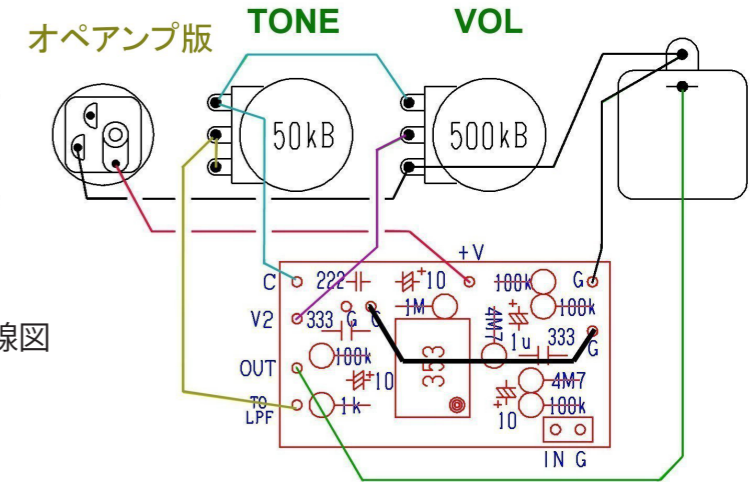 オペアンプ版
TONE
VOL
50kB
500kB
線図
+V
C
222
+10
100k
G
V2
333
G
G
1M
4M7
+
1u
100k
333
G
OUT
100k
+10
353
4M7
TO
LPF
1k
+
10
100k
IN G